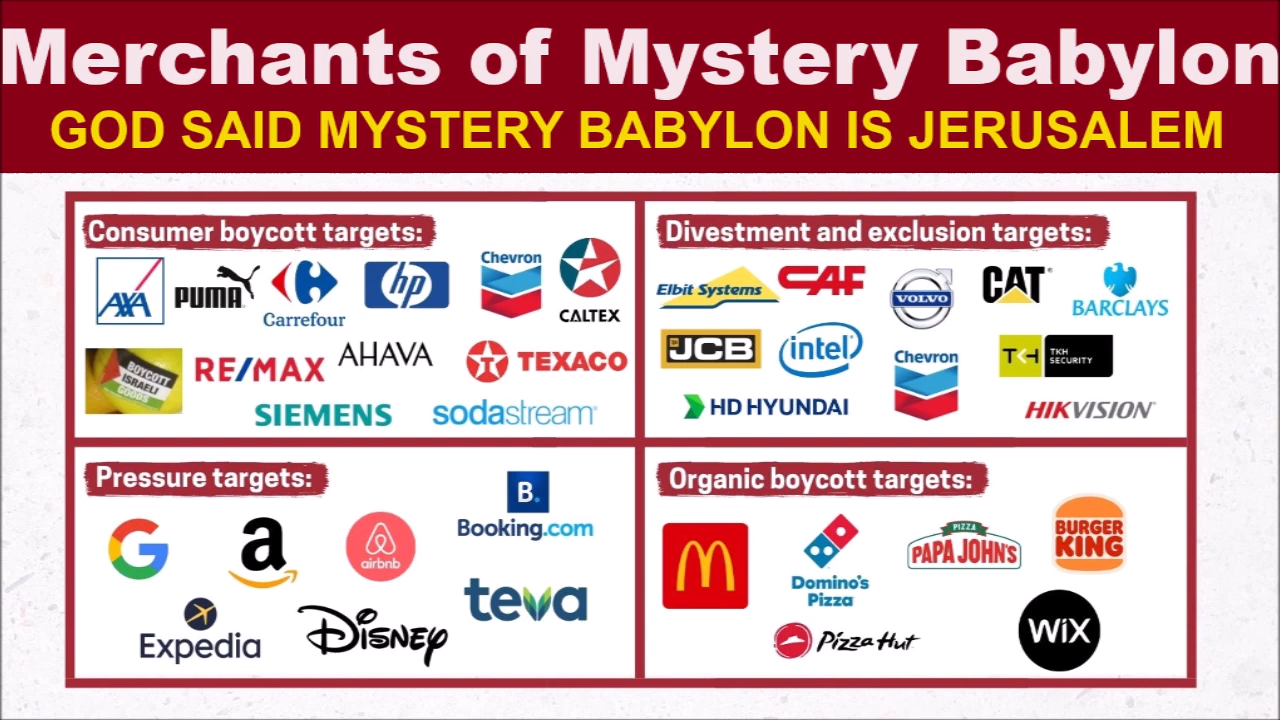 Merchants of Mystery Babylon
GOD SAID MYSTERY BABYLON IS JERUSALEM
Consumer boycott targets:
AXA
PUMA
Carrefour
hp
Chevron
CALTEX
BOYCOTT
ISRAELI
GOODS
RE/MAX
AHAVA
TEXACO
SIEMENS
sodastream
Divestment and exclusion targets:
Elbit Systems
CAF
VOLVO
CAT
BARCLAYS
JCB
intel
Chevron
TKH
TKH
SECURITY
HD HYUNDAI
HIKVISION
Pressure targets:
G
a
airbnb
B.
Booking.com
Expedia
Disney
teva
Organic boycott targets:
M
Domino's
Pizza
PIZZA
PAPA JOHN'S
BURGER
KING
Pizza Hut
WiX